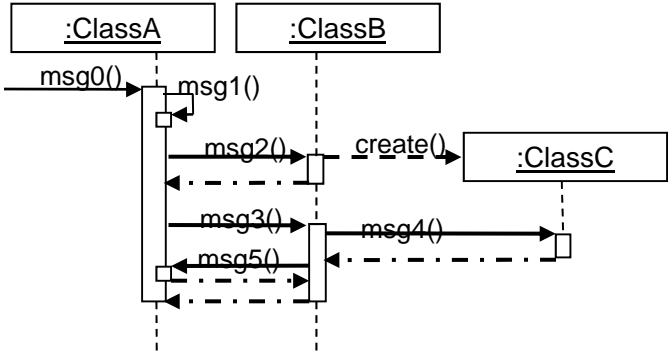 :ClassA
:ClassB
msg0()
msg1()
msg2()
create()
:ClassC
msg3()
msg4()
msg5()